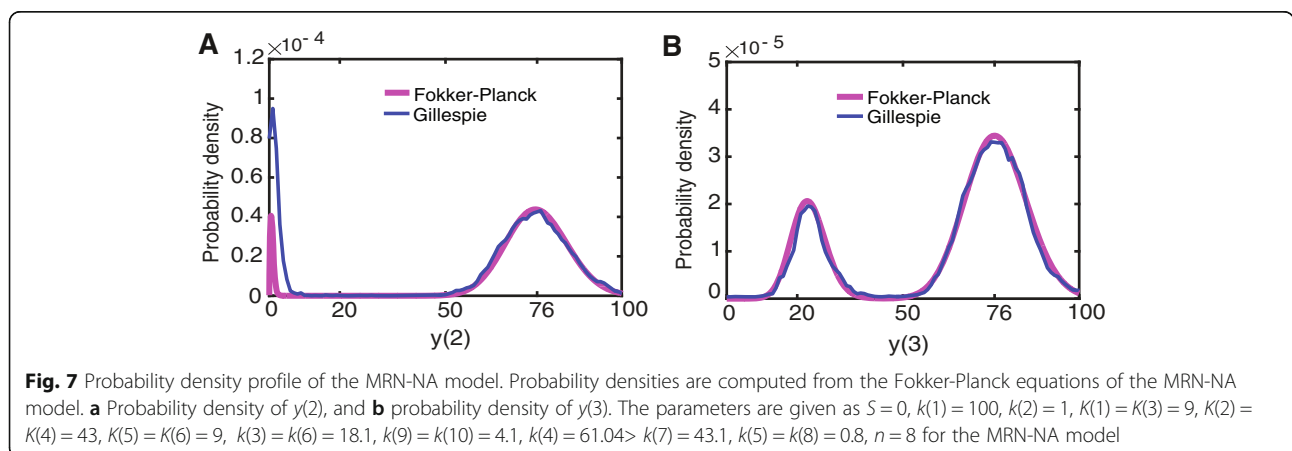 A
×10⁻⁴
1.2
1
0.8
0.6
0.4
0.2
0
Probability density
Fokker-Planck
Gillespie
0 20 50 76 100
y(2)
B
×10⁻⁵
5
4
3
2
1
0
Probability density
Fokker-Planck
Gillespie
0 20 50 76 100
y(3)
Fig. 7 Probability density profile of the MRN-NA model. Probability densities are computed from the Fokker-Planck equations of the MRN-NA
model. a Probability density of y(2), and b probability density of y(3). The parameters are given as S = 0, k(1) = 100, k(2) = 1, K(1) = K(3) = 9, K(2) =
K(4) = 43, K(5) = K(6) = 9, k(3) = k(6) = 18.1, k(9) = k(10) = 4.1, k(4) = 61.04> k(7) = 43.1, k(5) = k(8) = 0.8, n = 8 for the MRN-NA model